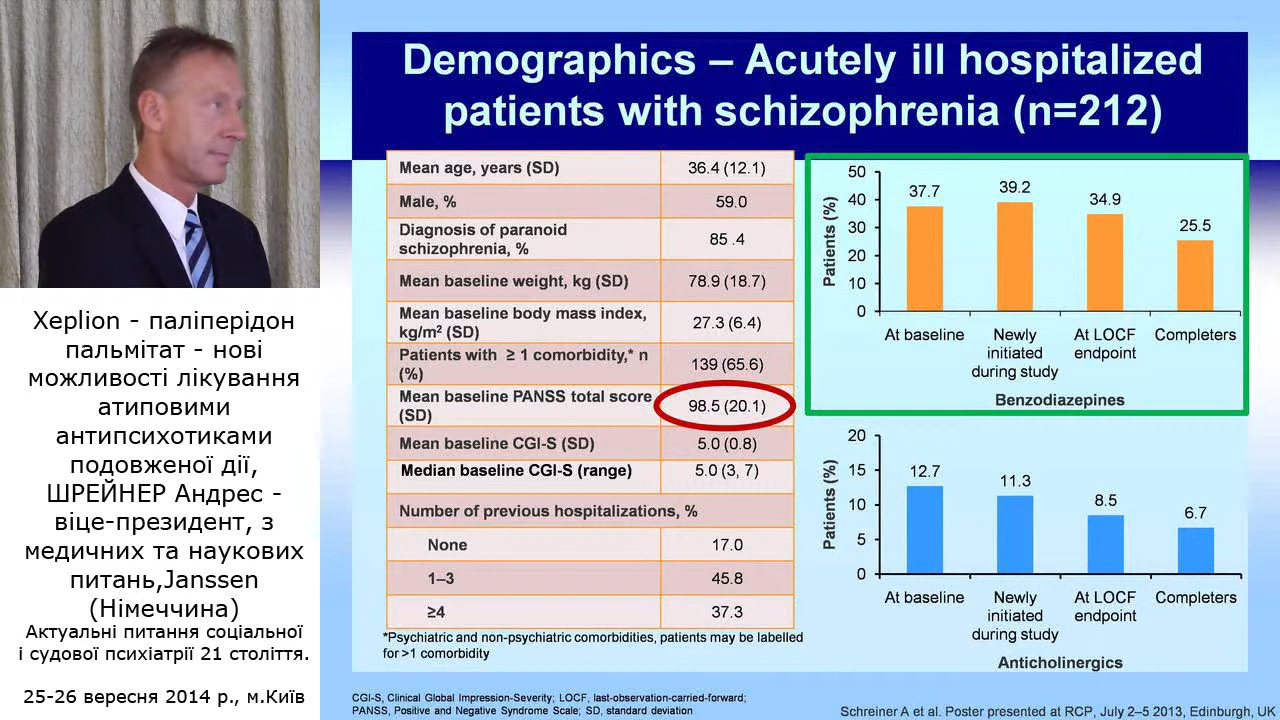 Demographics – Acutely ill hospitalized
patients with schizophrenia (n=212)
Mean age, years (SD) 36.4 (12.1)
Male, % 59.0
Diagnosis of paranoid
schizophrenia, % 85 .4
Mean baseline weight, kg (SD) 78.9 (18.7)
Mean baseline body mass index,
kg/m² (SD) 27.3 (6.4)
Patients with ≥ 1 comorbidity,* n
(%) 139 (65.6)
Mean baseline PANSS total score
(SD) 98.5 (20.1)
Mean baseline CGI-S (SD) 5.0 (0.8)
Median baseline CGI-S (range) 5.0 (3, 7)
Number of previous hospitalizations, %
None 17.0
1–3 45.8
≥4 37.3
*Psychiatric and non-psychiatric comorbidities, patients may be labelled
for >1 comorbidity
Patients (%)
50
40
30
20
10
0
37.7
39.2
34.9
25.5
At baseline
Newly
initiated
during study
At LOCF
endpoint
Completers
Benzodiazepines
Patients (%)
20
15
10
5
0
12.7
11.3
8.5
6.7
At baseline
Newly
initiated
during study
At LOCF
endpoint
Completers
Anticholinergics
CGI-S, Clinical Global Impression-Severity; LOCF, last-observation-carried-forward;
PANSS, Positive and Negative Syndrome Scale; SD, standard deviation
Schreiner A et al. Poster presented at RCP, July 2–5 2013, Edinburgh, UK
Xeplion - паліперідон
пальмітат - нові
можливості лікування
атиповими
антипсихотиками
подовженої дії,
ШРЕЙНЕР Андрес -
віце-президент, з
медичних та наукових
питань,Janssen
(Німеччина)
Актуальні питання соціальної
і судової психіатрії 21 століття.
25-26 вересня 2014 р., м.Київ